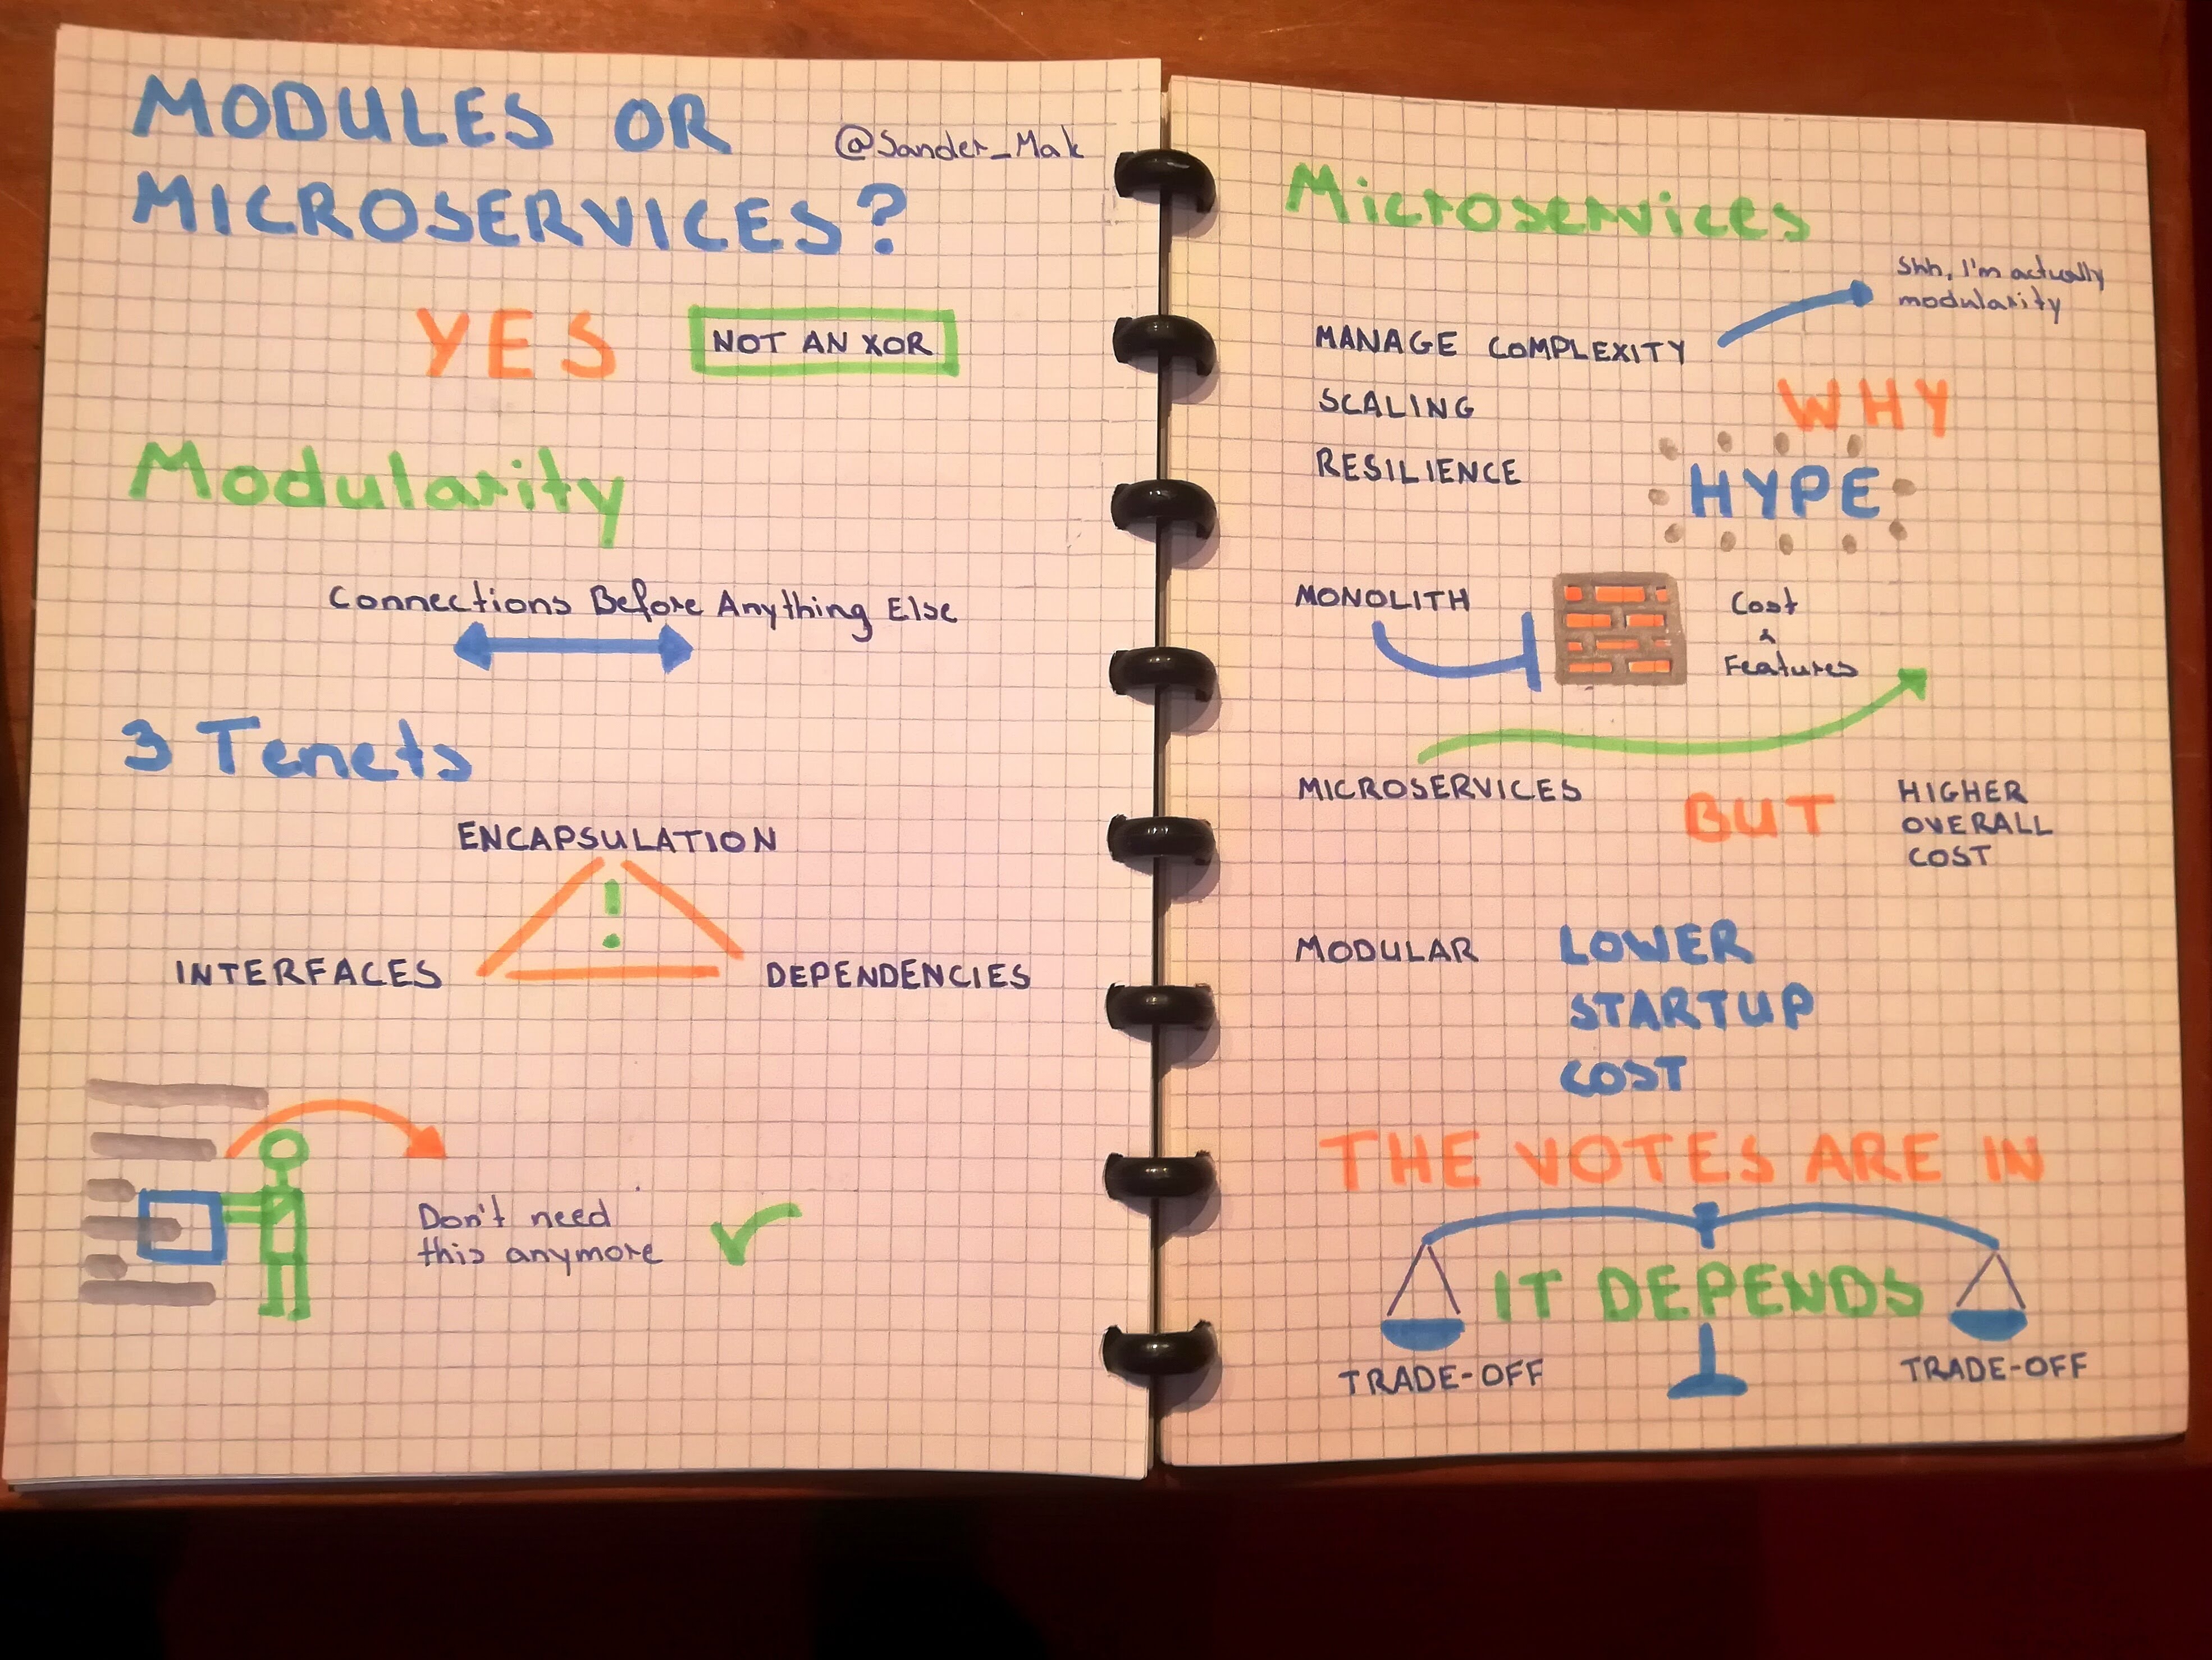 MODULES OR
@Sander_Mak
MICROSERVICES?
YES
NOT AN XOR
Modularity
Connections Before Anything Else
3 Tenets
ENCAPSULATION
!
INTERFACES
DEPENDENCIES
Don't need
this anymore
Microservices
Shh, I'm actually
modularity
MANAGE COMPLEXITY
SCALING
WHY
RESILIENCE
HYPE
MONOLITH
Cost
&
Features
MICROSERVICES
BUT
HIGHER
OVERALL
COST
MODULAR
LOWER
STARTUP
COST
THE VOTES ARE IN
IT DEPENDS
TRADE-OFF
TRADE-OFF